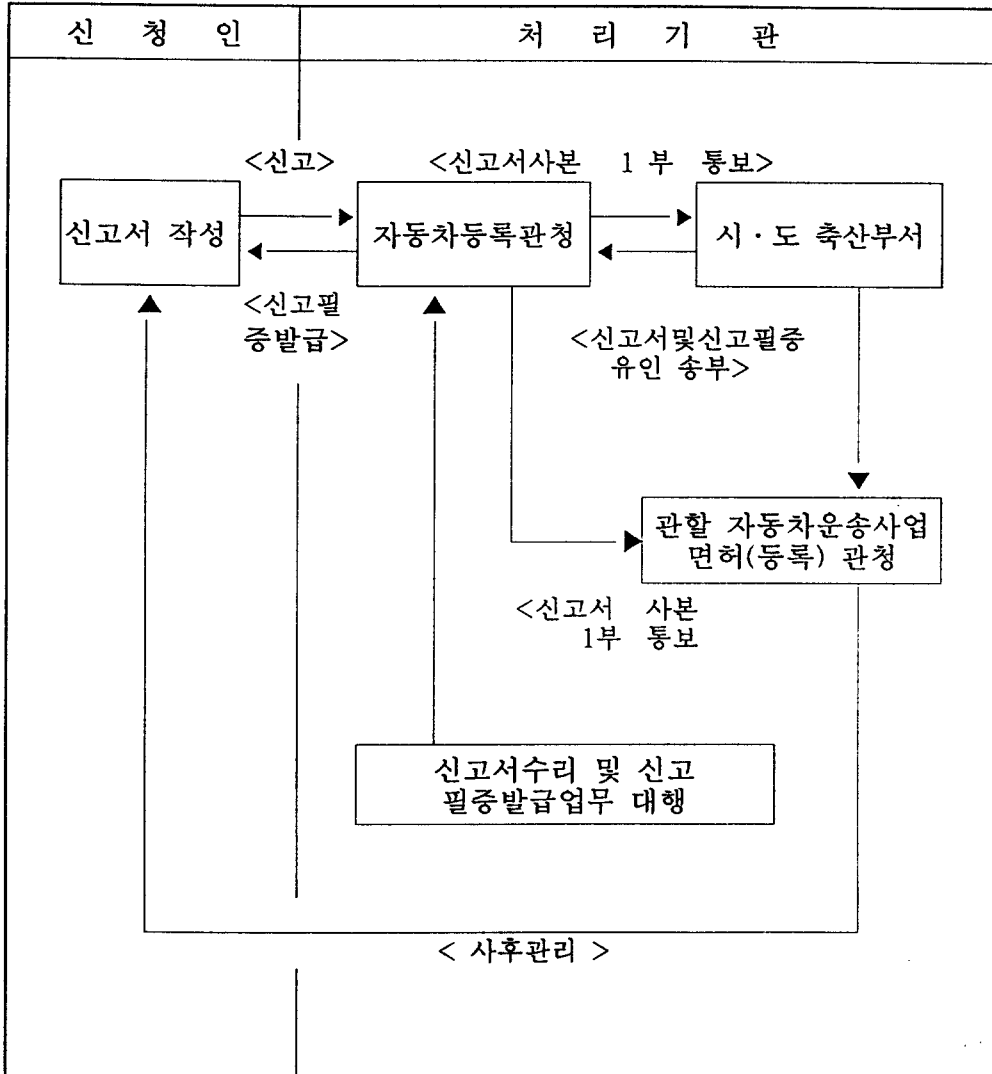 신 청 인
처 리 기 관
<신고>
<신고서사본 1 부 통보>
신고서 작성
자동차등록관청
시·도 축산부서
<신고필
증발급>
<신고서및신고필증
유인 송부>
관할 자동차운송사업
면허(등록) 관청
<신고서 사본
1부 통보
신고서수리 및 신고
필증발급업무 대행
< 사후관리 >